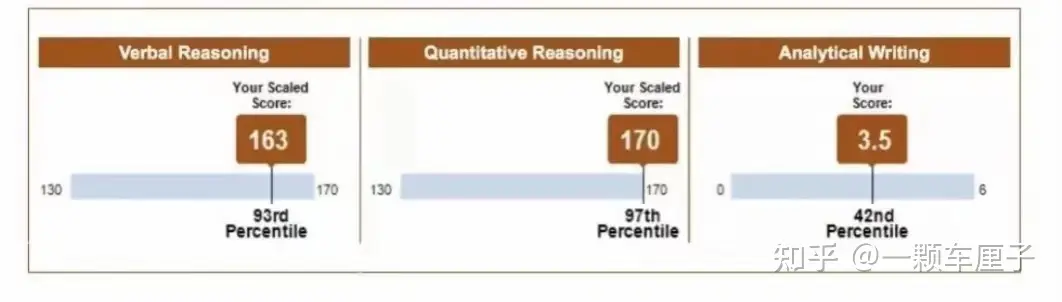 Verbal Reasoning
Your Scaled
Score:
163
130
170
93rd
Percentile
Quantitative Reasoning
Your Scaled
Score:
170
130
170
97th
Percentile
Analytical Writing
Your
Score:
3.5
0
6
42nd
Percentile
知乎 @一颗车厘子